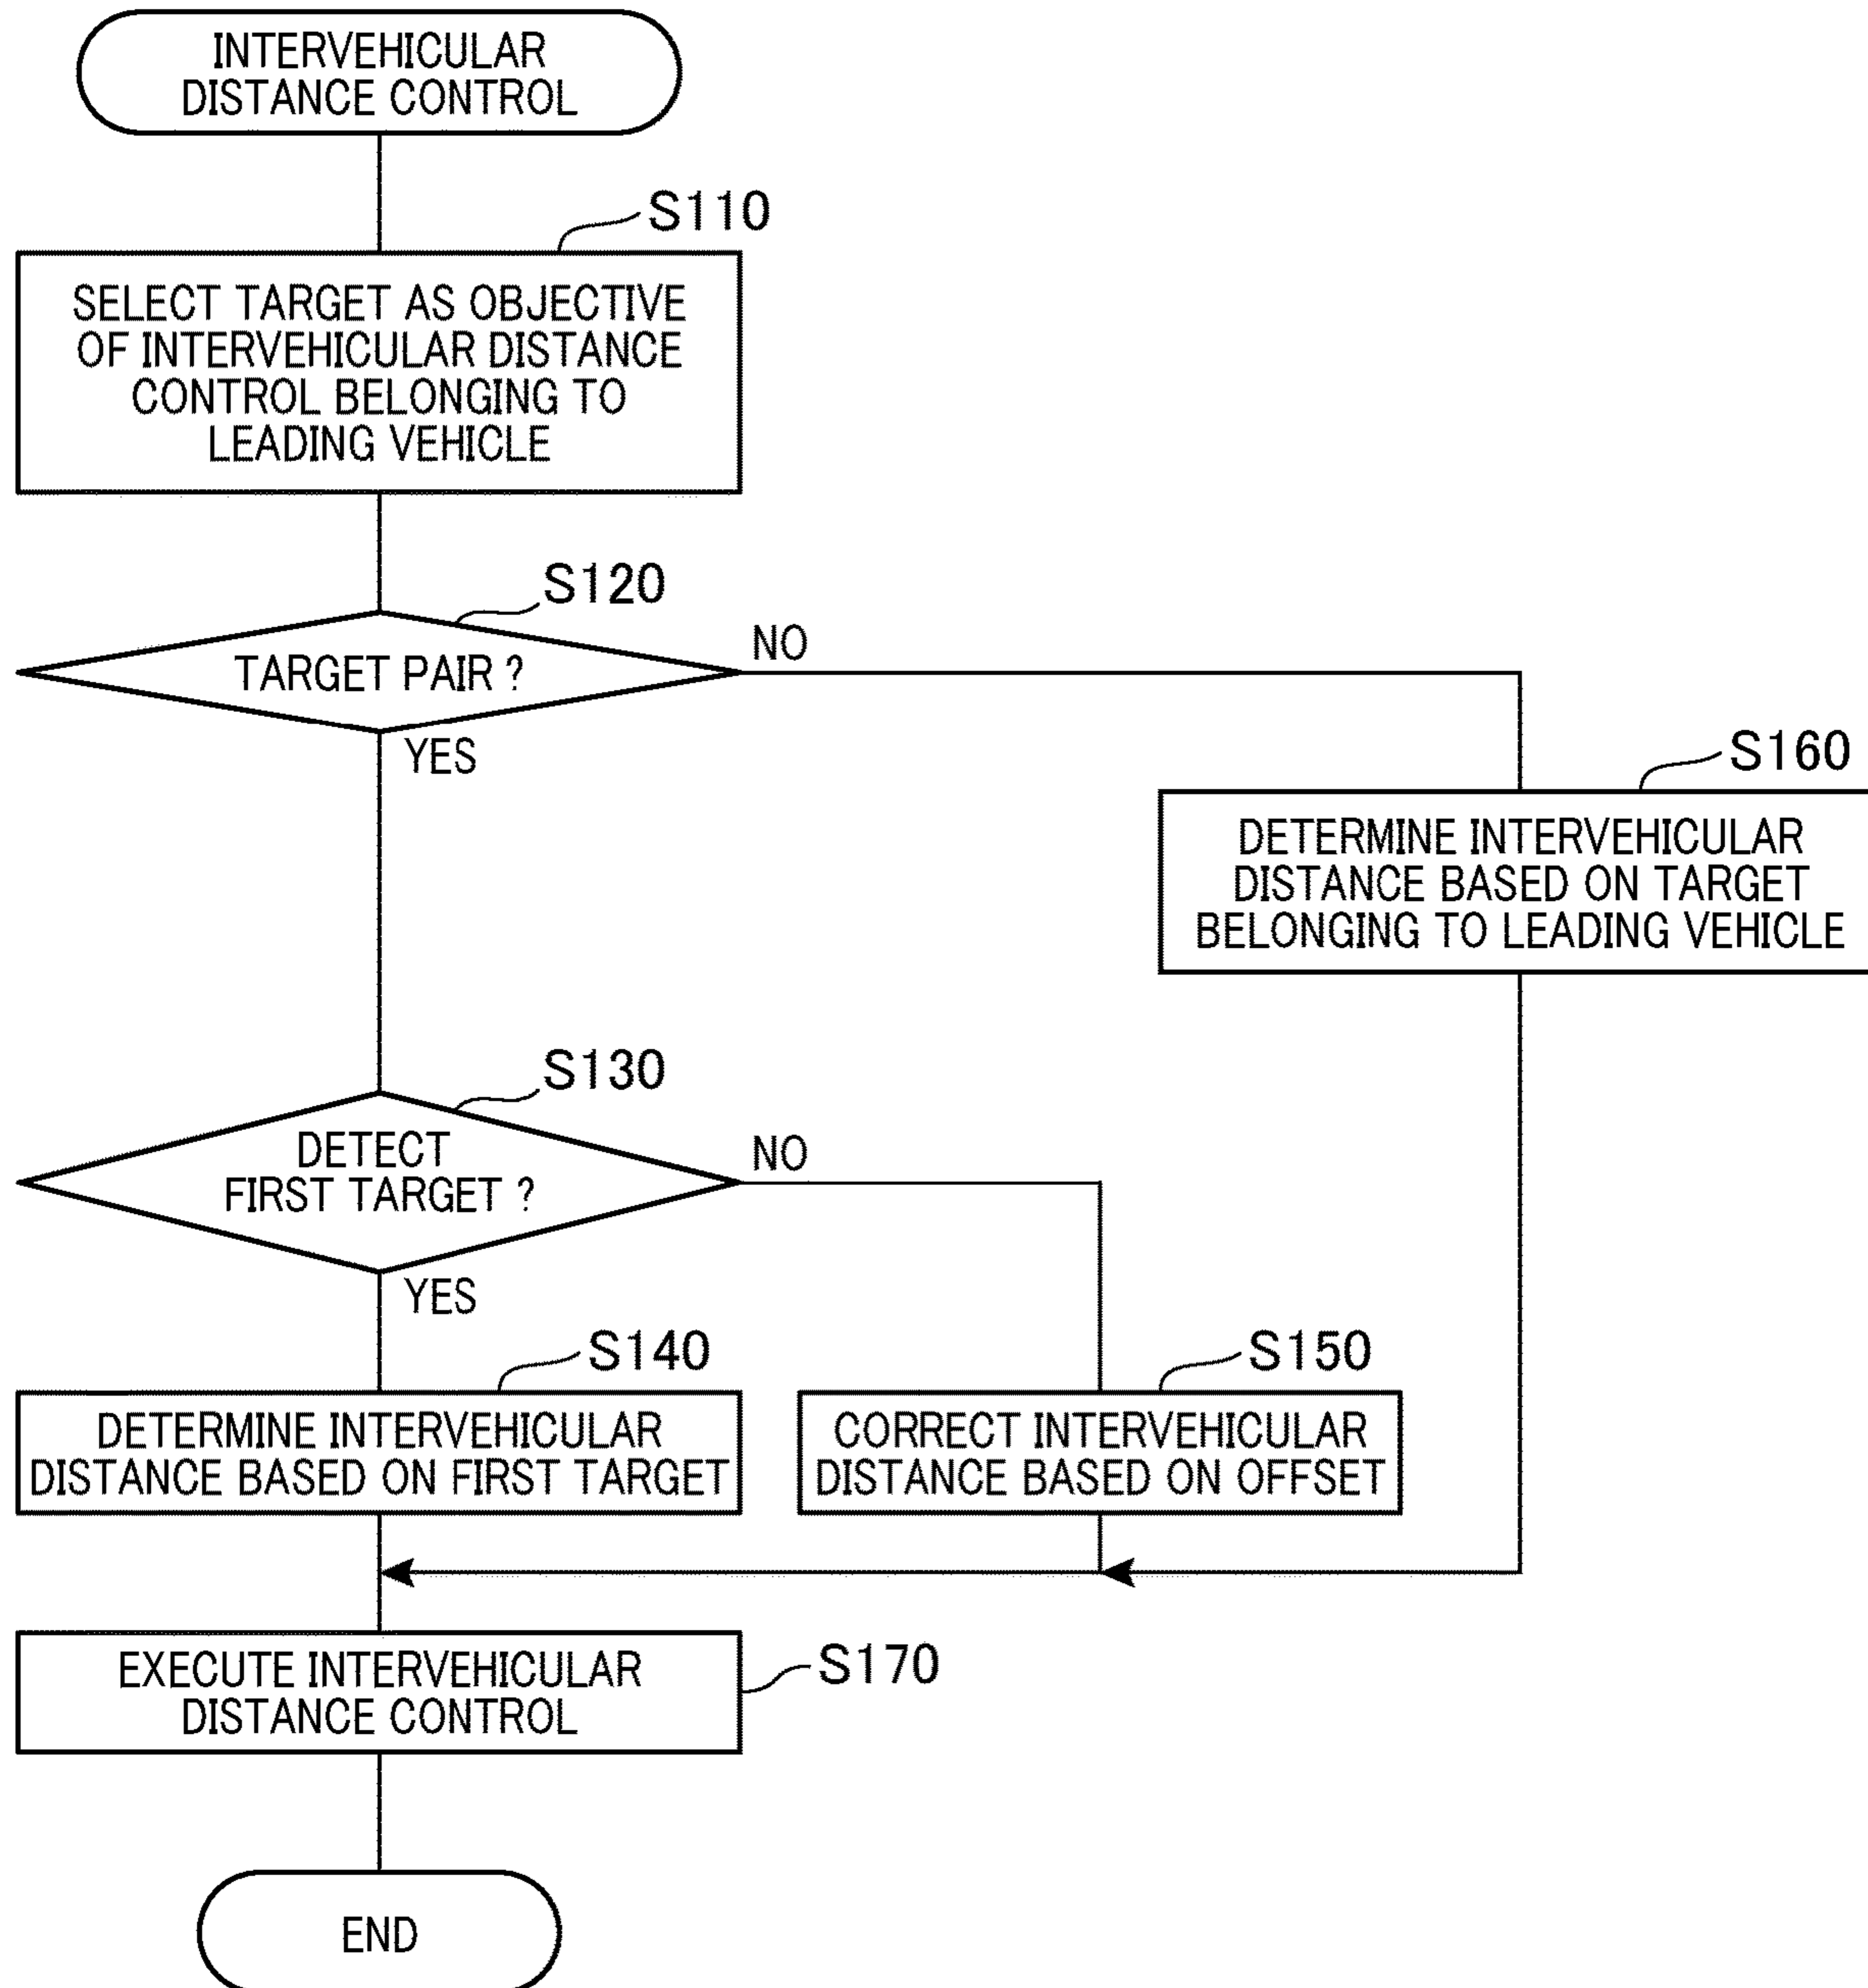 INTERVEHICULAR
DISTANCE CONTROL
S110
SELECT TARGET AS OBJECTIVE
OF INTERVEHICULAR DISTANCE
CONTROL BELONGING TO
LEADING VEHICLE
S120
TARGET PAIR ?
NO
YES
S160
DETERMINE INTERVEHICULAR
DISTANCE BASED ON TARGET
BELONGING TO LEADING VEHICLE
S130
DETECT
FIRST TARGET ?
NO
YES
S140
DETERMINE INTERVEHICULAR
DISTANCE BASED ON FIRST TARGET
S150
CORRECT INTERVEHICULAR
DISTANCE BASED ON OFFSET
EXECUTE INTERVEHICULAR
DISTANCE CONTROL
S170
END